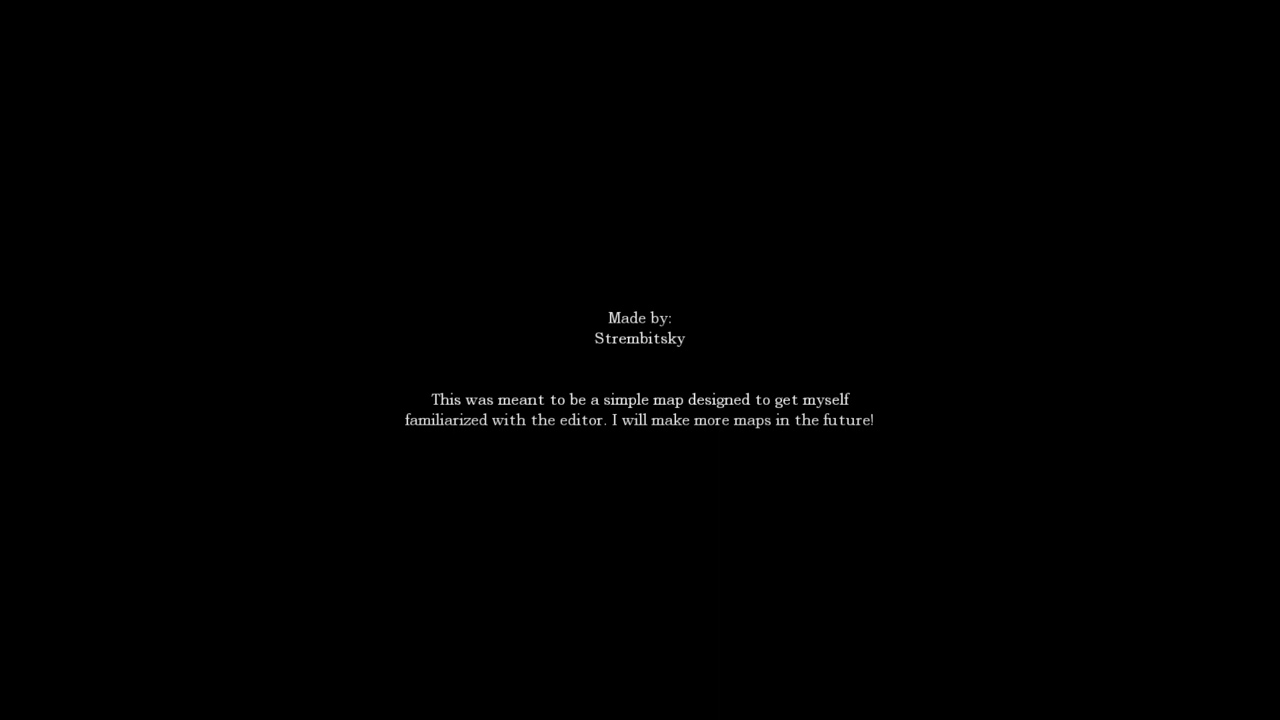 Made by:
Strembitsky
This was meant to be a simple map designed to get myself
familiarized with the editor. I will make more maps in the future!